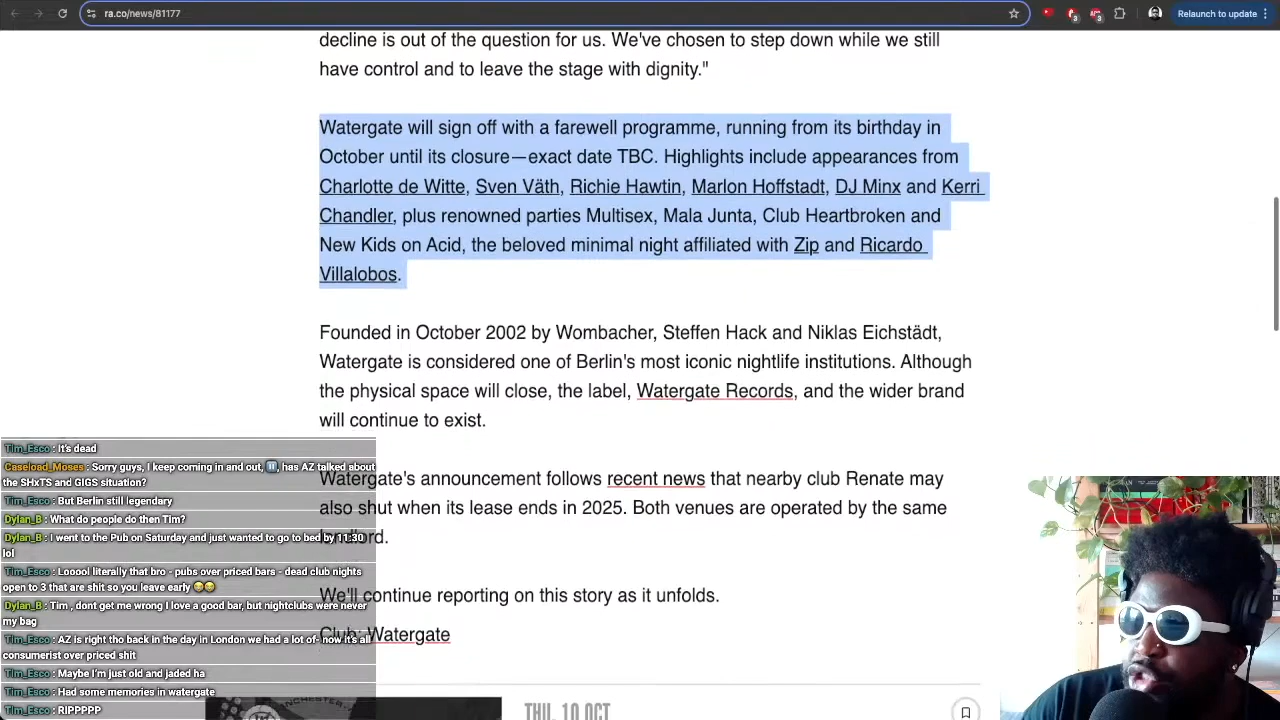 ra.co/news/81177
Relaunch to update
decline is out of the question for us. We've chosen to step down while we still
have control and to leave the stage with dignity."
Watergate will sign off with a farewell programme, running from its birthday in
October until its closure—exact date TBC. Highlights include appearances from
Charlotte de Witte, Sven Väth, Richie Hawtin, Marlon Hoffstadt, DJ Minx and Kerri
Chandler, plus renowned parties Multisex, Mala Junta, Club Heartbroken and
New Kids on Acid, the beloved minimal night affiliated with Zip and Ricardo
Villalobos.
Founded in October 2002 by Wombacher, Steffen Hack and Niklas Eichstädt,
Watergate is considered one of Berlin's most iconic nightlife institutions. Although
the physical space will close, the label, Watergate Records, and the wider brand
will continue to exist.
Watergate's announcement follows recent news that nearby club Renate may
also shut when its lease ends in 2025. Both venues are operated by the same
We'll continue reporting on this story as it unfolds.
Club: Watergate
THU, 10 OCT
Tim_Esco : It's dead
Caseload_Moses : Sorry guys, I keep coming in and out, ⏸, has AZ talked about
the SHxTS and GIGS situation?
Tim_Esco : But Berlin still legendary
Dylan_B : What do people do then Tim?
Dylan_B : I went to the Pub on Saturday and just wanted to go to bed by 11:30
lol
Tim_Esco : Looool literally that bro - pubs over priced bars - dead club nights
open to 3 that are shit so you leave early 😂😂
Dylan_B : Tim , dont get me wrong I love a good bar, but nightclubs were never
my bag
Tim_Esco : AZ is right tho back in the day in London we had a lot of- now it's all
consumerist over priced shit
Tim_Esco : Maybe I'm just old and jaded ha
Tim_Esco : Had some memories in watergate
Tim_Esco : RIPPPPP